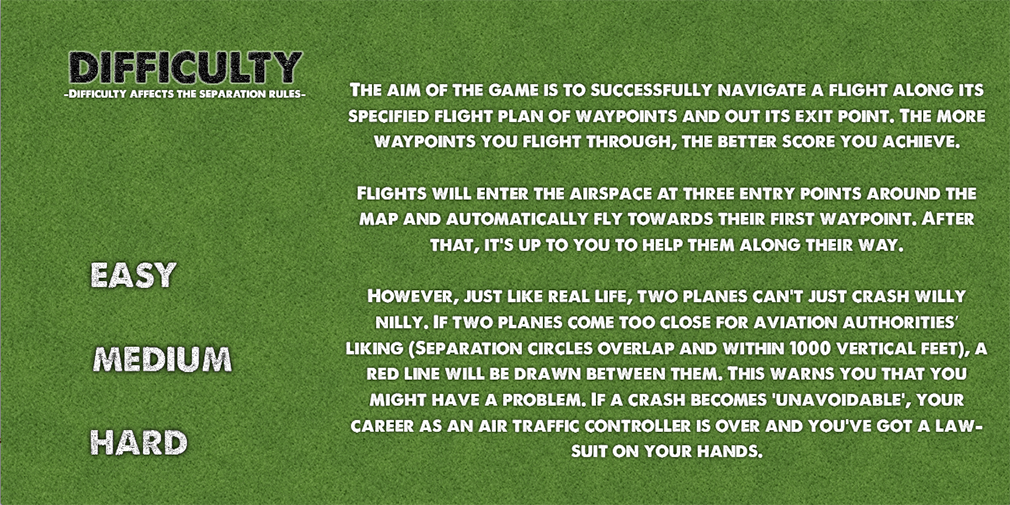 DIFFICULTY
-DIFFICULTY AFFECTS THE SEPARATION RULES-
EASY
MEDIUM
HARD
THE AIM OF THE GAME IS TO SUCCESSFULLY NAVIGATE A FLIGHT ALONG ITS
SPECIFIED FLIGHT PLAN OF WAYPOINTS AND OUT ITS EXIT POINT. THE MORE
WAYPOINTS YOU FLIGHT THROUGH, THE BETTER SCORE YOU ACHIEVE.
FLIGHTS WILL ENTER THE AIRSPACE AT THREE ENTRY POINTS AROUND THE
MAP AND AUTOMATICALLY FLY TOWARDS THEIR FIRST WAYPOINT. AFTER
THAT, IT'S UP TO YOU TO HELP THEM ALONG THEIR WAY.
HOWEVER, JUST LIKE REAL LIFE, TWO PLANES CAN'T JUST CRASH WILLY
NILLY. IF TWO PLANES COME TOO CLOSE FOR AVIATION AUTHORITIES'
LIKING (SEPARATION CIRCLES OVERLAP AND WITHIN 1000 VERTICAL FEET), A
RED LINE WILL BE DRAWN BETWEEN THEM. THIS WARNS YOU THAT YOU
MIGHT HAVE A PROBLEM. IF A CRASH BECOMES 'UNAVOIDABLE', YOUR
CAREER AS AN AIR TRAFFIC CONTROLLER IS OVER AND YOU'VE GOT A LAW-
SUIT ON YOUR HANDS.